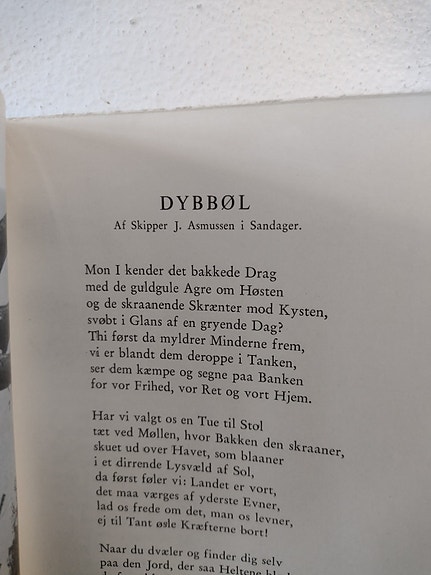 DYBBØL
Af Skipper J. Asmussen i Sandager.
Mon I kender det bakkede Drag
med de guldgule Agre om Høsten
og de skraanende Skrænter mod Kysten,
svøbt i Glans af en gryende Dag?
Thi først da myldrer Minderne frem,
vi er blandt dem deroppe i Tanken,
ser dem kæmpe og segne paa Banken
for vor Frihed, vor Ret og vort Hjem.
Har vi valgt os en Tue til Stol
tæt ved Møllen, hvor Bakken den skraaner,
skuet ud over Havet, som blaaner
i et dirrende Lysvæld af Sol,
da først føler vi: Landet er vort,
det maa værges af yderste Evner,
lad os frede om det, man os levner,
ej til Tant øsle Kræfterne bort!
Naar du dvæler og finder dig selv
paa den Jord, der saa Heltene